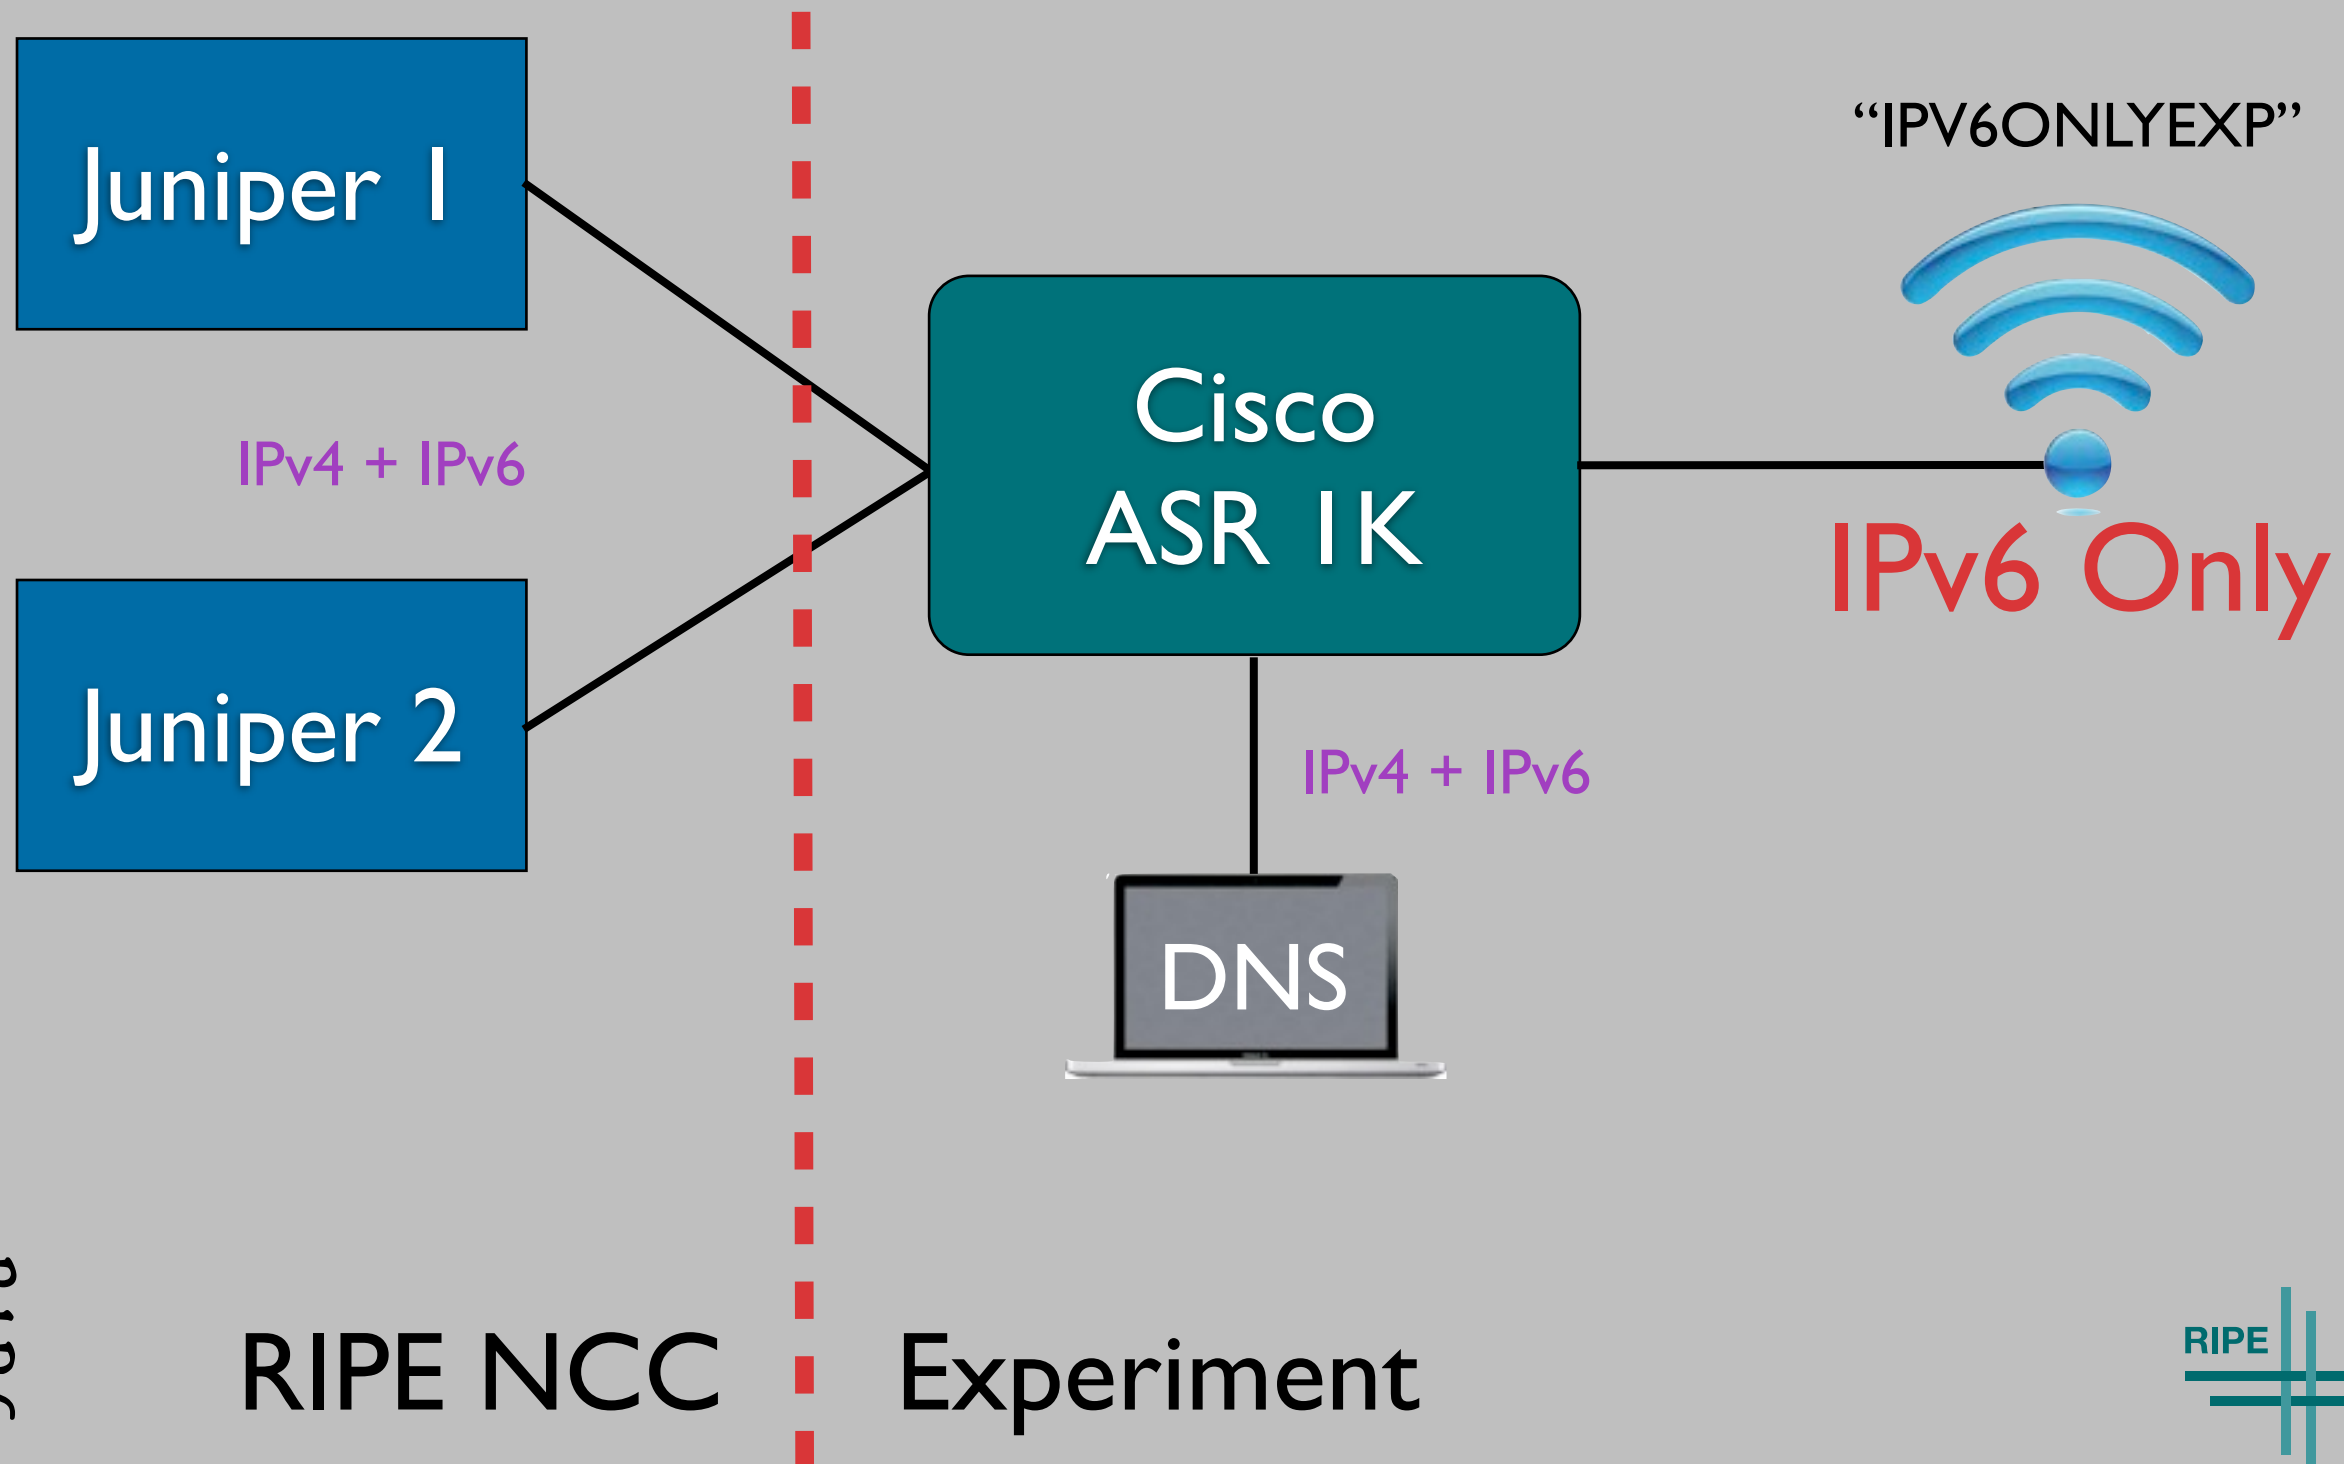 Juniper 1
IPv4 + IPv6
Juniper 2
“IPV6ONLYEXP”
Cisco
ASR 1K
IPv6 Only
IPv4 + IPv6
DNS
RIPE NCC
Experiment
RIPE